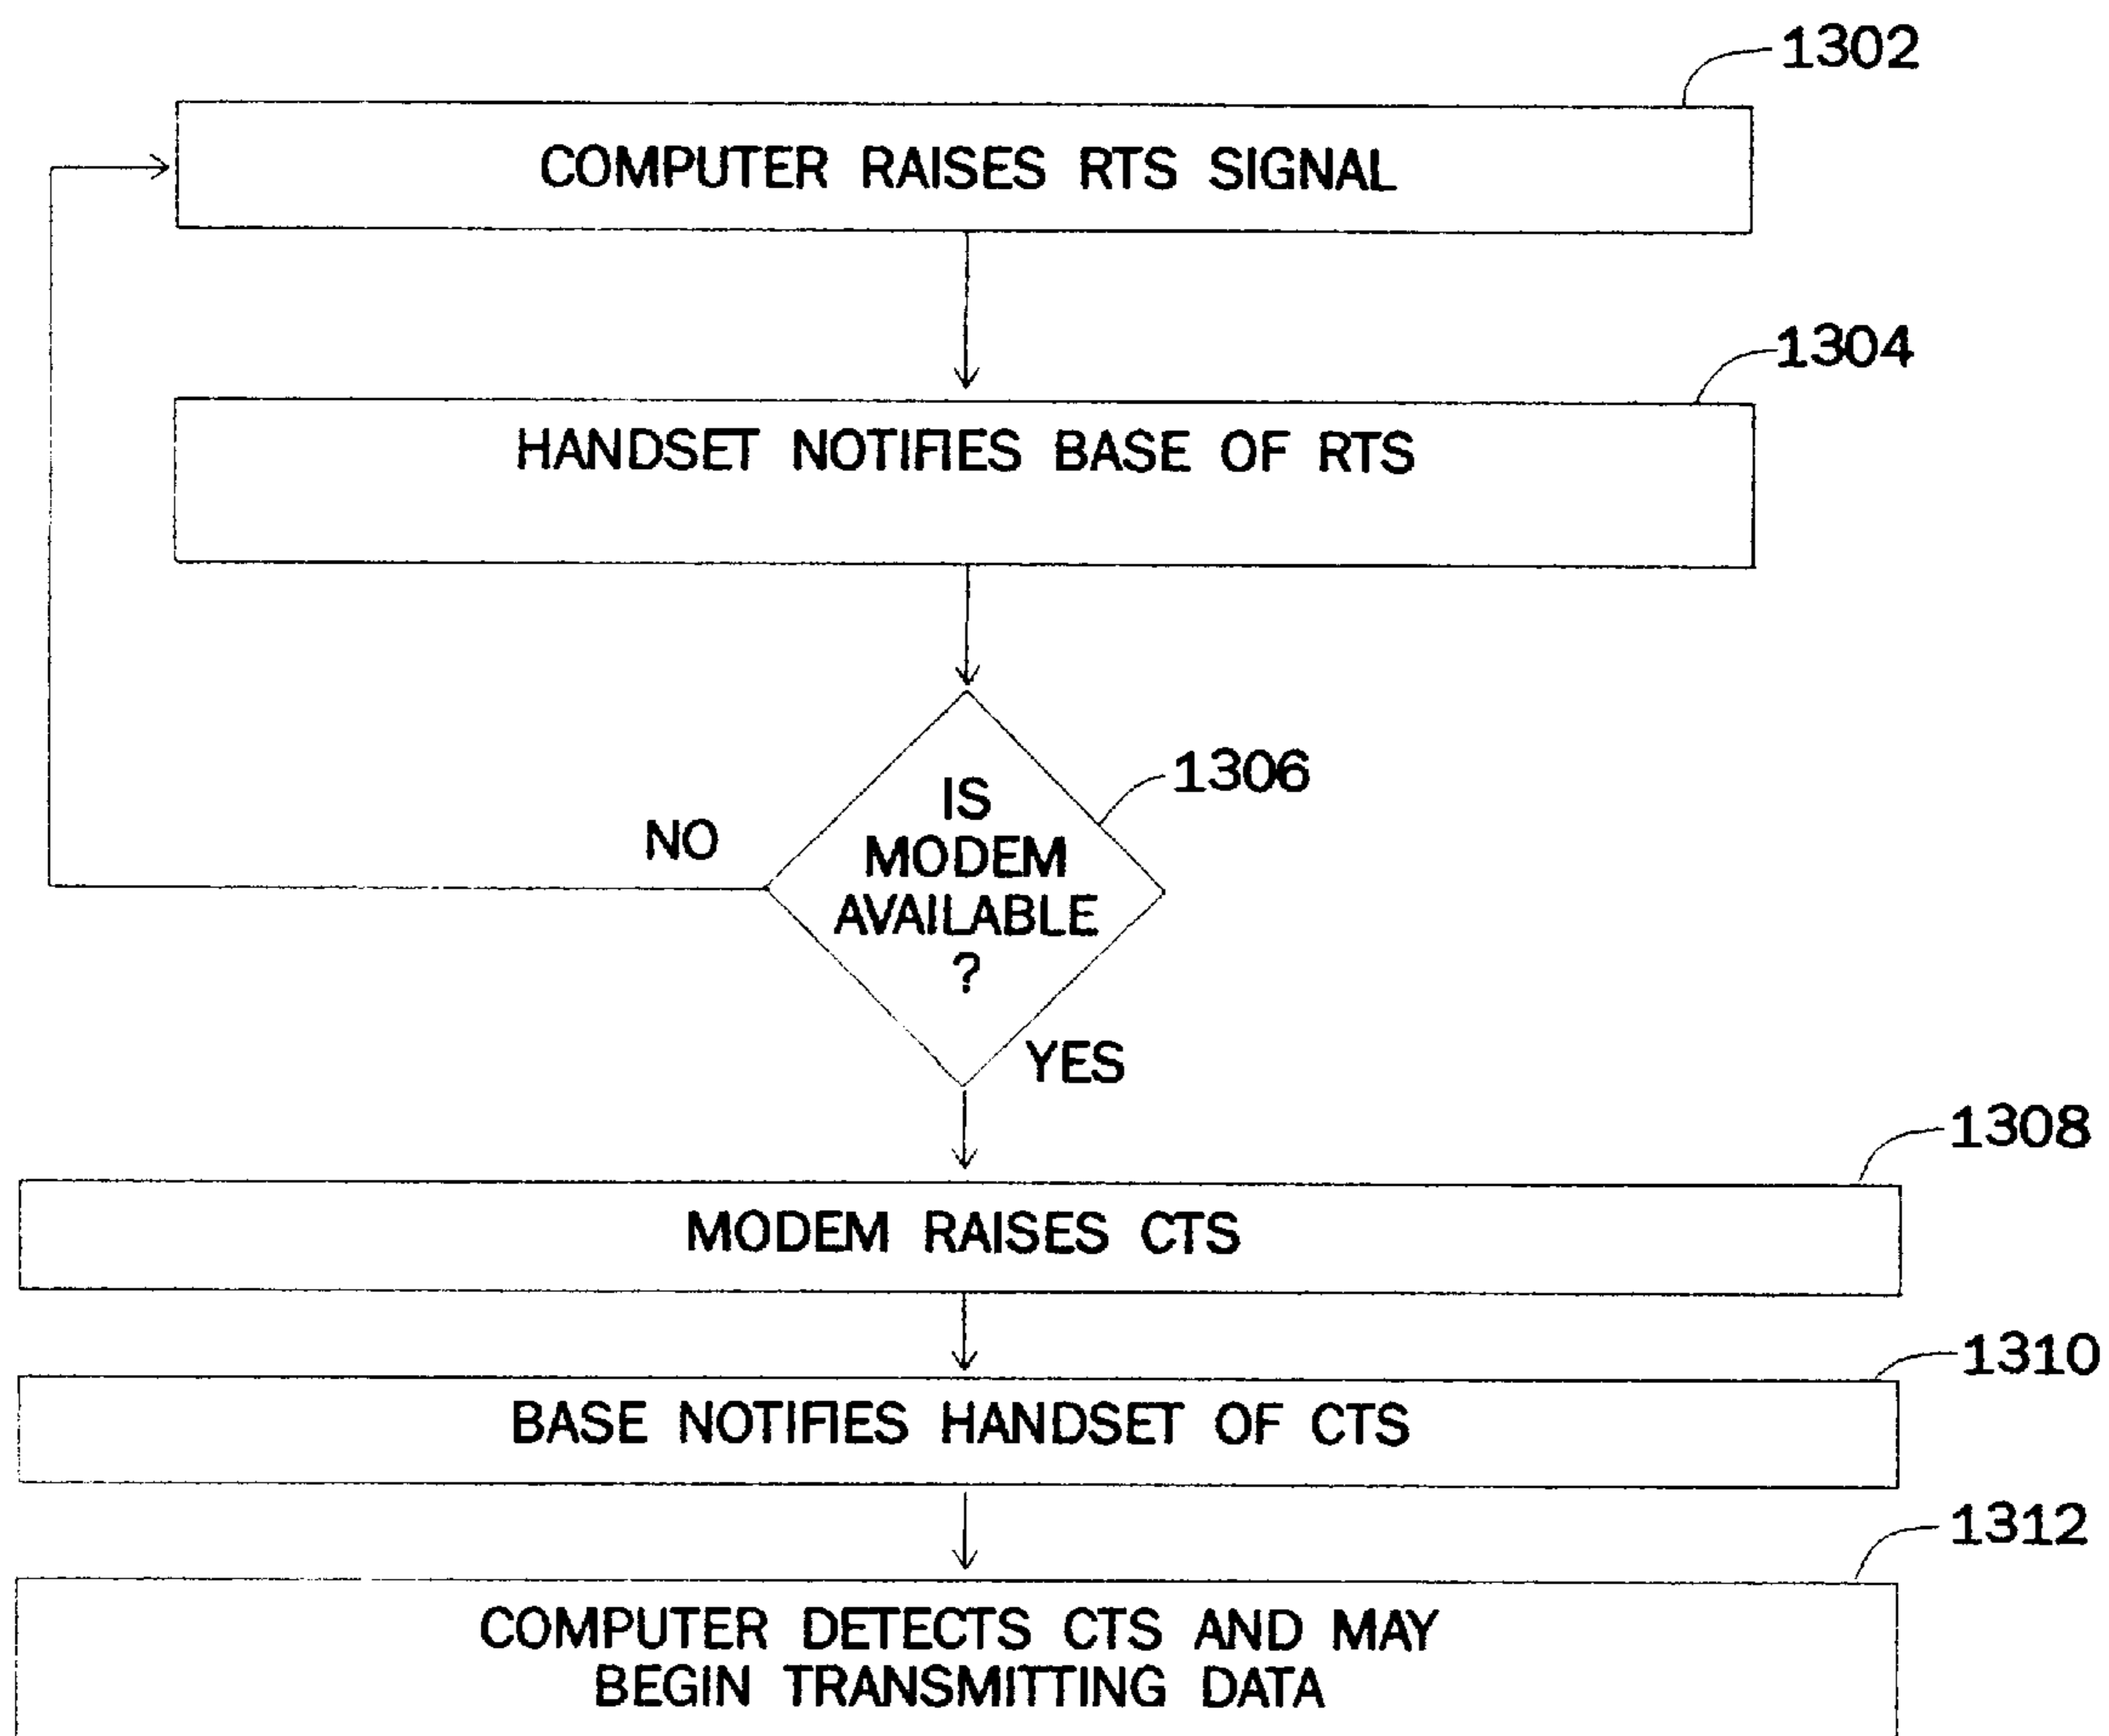 1302
COMPUTER RAISES RTS SIGNAL
1304
HANDSET NOTIFIES BASE OF RTS
1306
IS
MODEM
AVAILABLE
?
NO
YES
1308
MODEM RAISES CTS
1310
BASE NOTIFIES HANDSET OF CTS
1312
COMPUTER DETECTS CTS AND MAY
BEGIN TRANSMITTING DATA